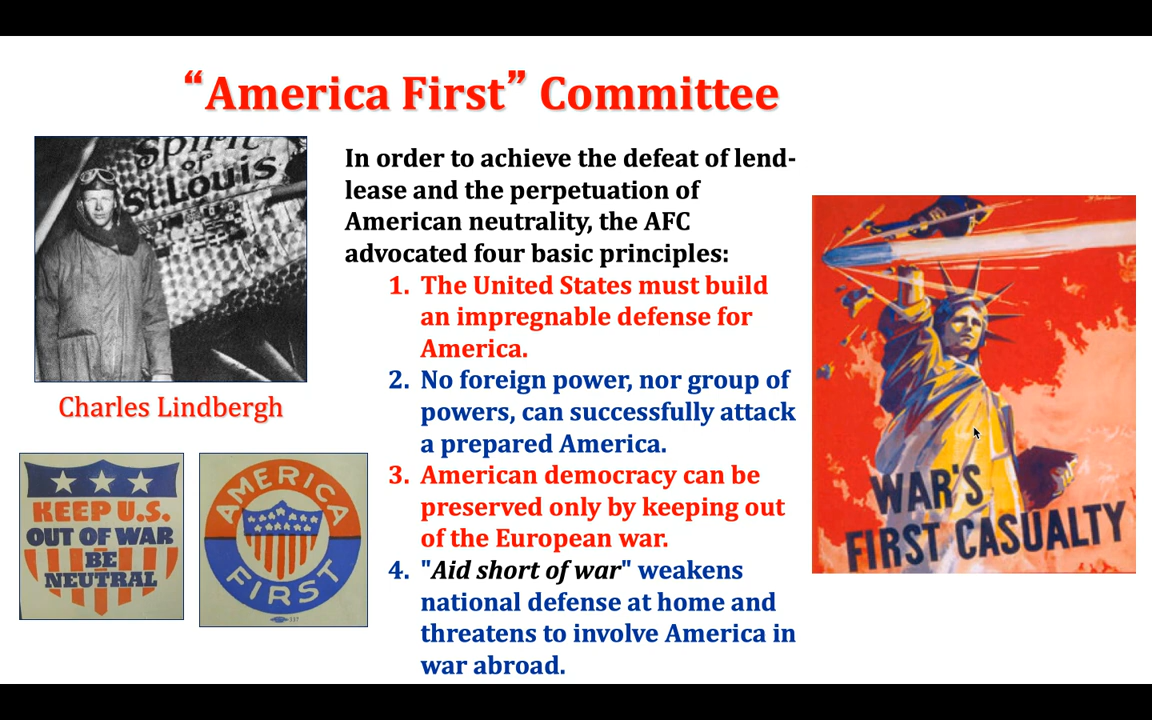 “America First” Committee
Spirit
of
St. Louis
Charles Lindbergh
KEEP U.S.
OUT OF WAR
BE
NEUTRAL
AMERICA
FIRST
337
In order to achieve the defeat of lend-
lease and the perpetuation of
American neutrality, the AFC
advocated four basic principles:
1. The United States must build
an impregnable defense for
America.
2. No foreign power, nor group of
powers, can successfully attack
a prepared America.
3. American democracy can be
preserved only by keeping out
of the European war.
4. "Aid short of war" weakens
national defense at home and
threatens to involve America in
war abroad.
WAR'S
FIRST CASUALTY